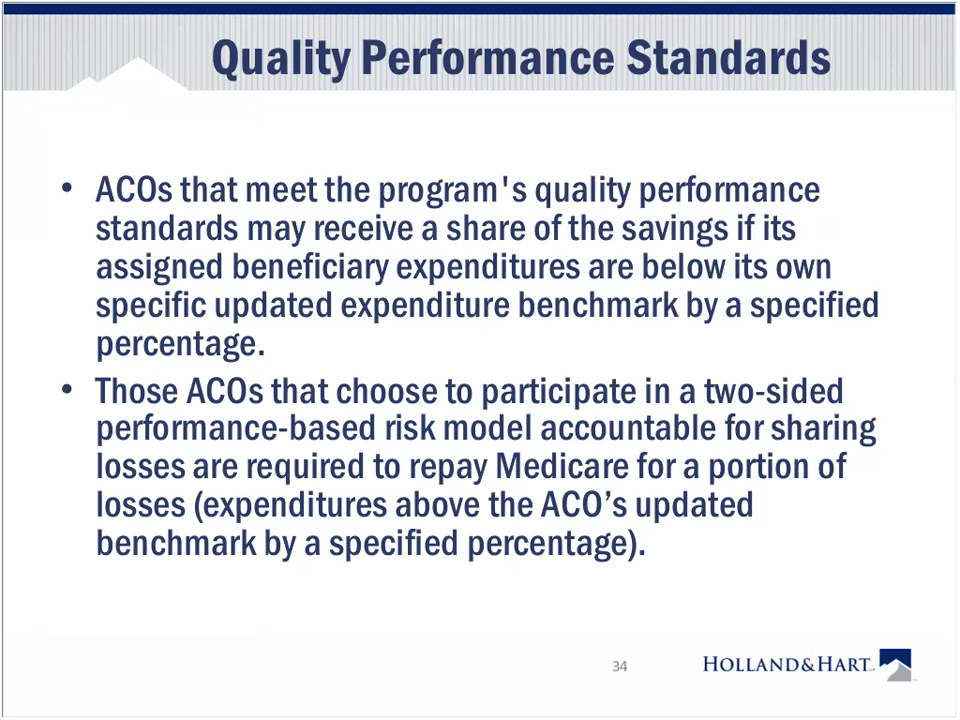 Quality Performance Standards
• ACOs that meet the program's quality performance
standards may receive a share of the savings if its
assigned beneficiary expenditures are below its own
specific updated expenditure benchmark by a specified
percentage.
• Those ACOs that choose to participate in a two-sided
performance-based risk model accountable for sharing
losses are required to repay Medicare for a portion of
losses (expenditures above the ACO’s updated
benchmark by a specified percentage).
34
HOLLAND&HART